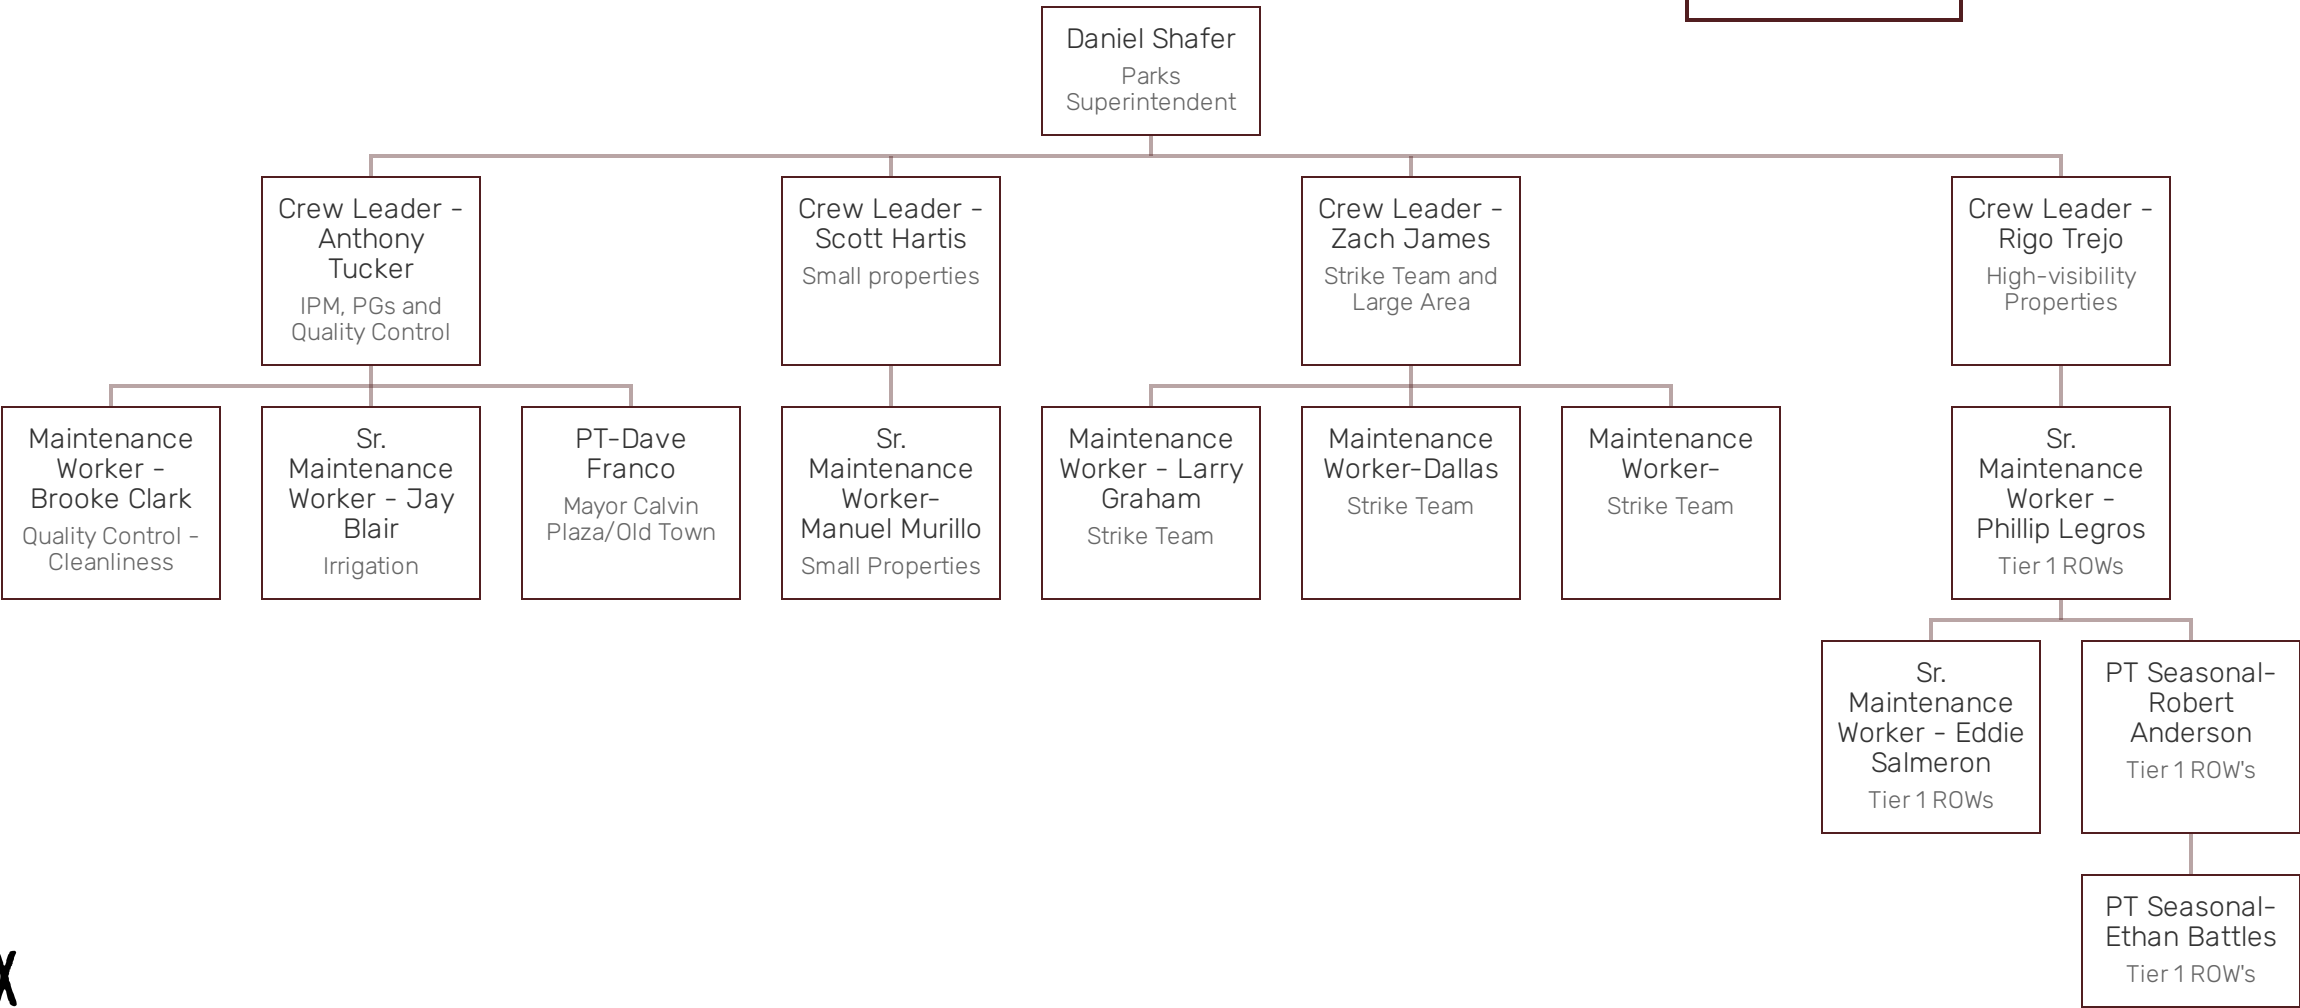 Daniel Shafer
Parks
Superintendent
Crew Leader -
Anthony
Tucker
IPM, PGs and
Quality Control
Crew Leader -
Scott Hartis
Small properties
Crew Leader -
Zach James
Strike Team and
Large Area
Crew Leader -
Rigo Trejo
High-visibility
Properties
Maintenance
Worker -
Brooke Clark
Quality Control -
Cleanliness
Sr.
Maintenance
Worker - Jay
Blair
Irrigation
PT-Dave
Franco
Mayor Calvin
Plaza/Old Town
Sr.
Maintenance
Worker-
Manuel Murillo
Small Properties
Maintenance
Worker - Larry
Graham
Strike Team
Maintenance
Worker-Dallas
Strike Team
Maintenance
Worker-
Strike Team
Sr.
Maintenance
Worker -
Phillip Legros
Tier 1 ROWs
Sr.
Maintenance
Worker - Eddie
Salmeron
Tier 1 ROWs
PT Seasonal-
Robert
Anderson
Tier 1 ROW's
PT Seasonal-
Ethan Battles
Tier 1 ROW's